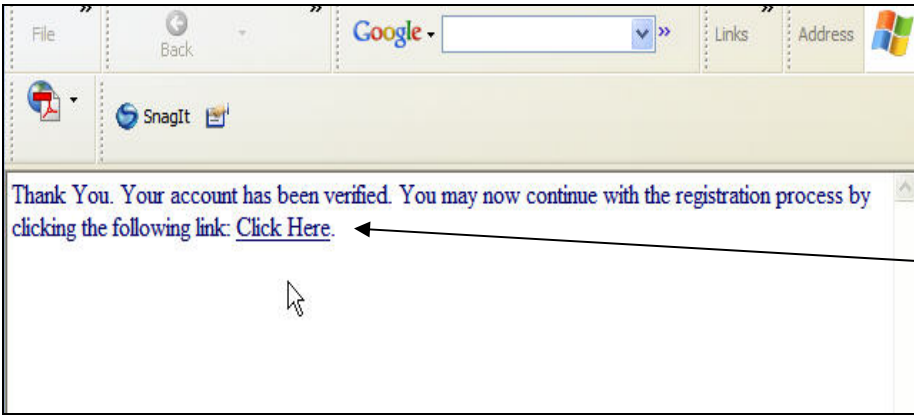 File
Back
Google
Links
Address
SnagIt
Thank You. Your account has been verified. You may now continue with the registration process by
clicking the following link: Click Here.